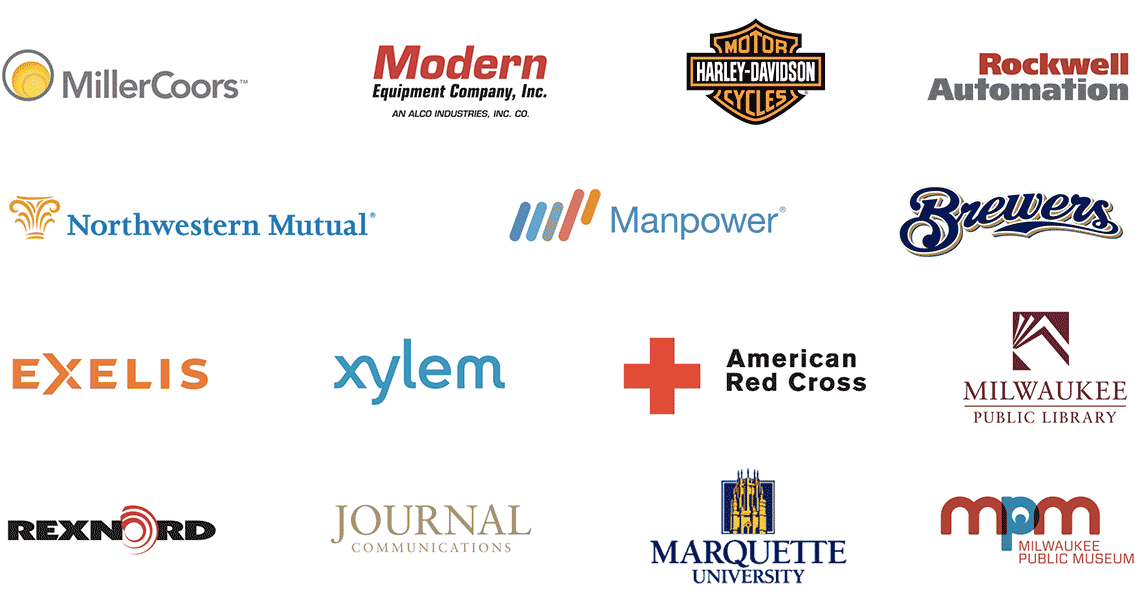 MillerCoors™
Modern
Equipment Company, Inc.
AN ALCO INDUSTRIES, INC. CO.
MOTOR
HARLEY-DAVIDSON
CYCLES
Rockwell
Automation
Northwestern Mutual®
Manpower®
Brewers
EXELIS
xylem
American
Red Cross
MILWAUKEE
PUBLIC LIBRARY
REXNORD
JOURNAL
COMMUNICATIONS
MARQUETTE
UNIVERSITY
mpm
MILWAUKEE
PUBLIC MUSEUM